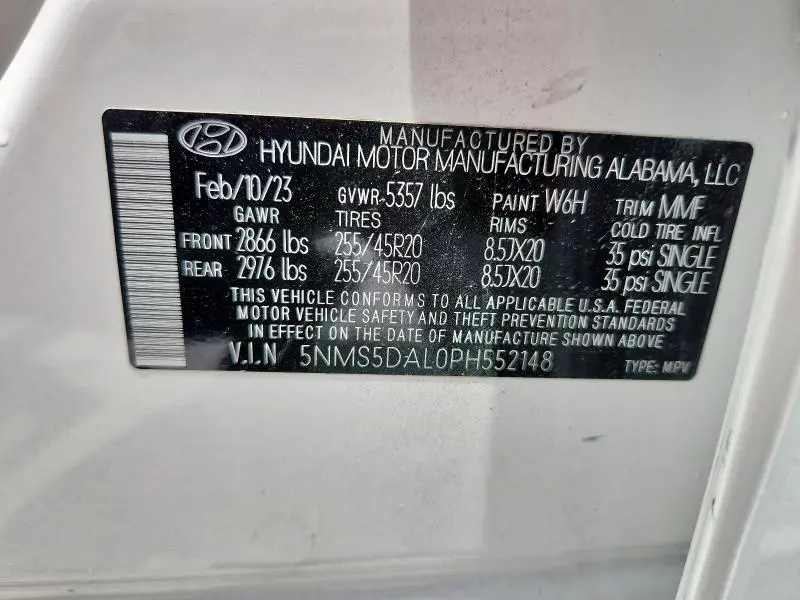 MANUFACTURED BY
HYUNDAI MOTOR MANUFACTURING ALABAMA, LLC
Feb/10/23 GVWR 5357 lbs PAINT W6H TRIM MMF
GAWR TIRES RIMS COLD TIRE INFL
FRONT 2866 lbs 255/45R20 8.5JX20 35 psi SINGLE
REAR 2976 lbs 255/45R20 8.5JX20 35 psi SINGLE
THIS VEHICLE CONFORMS TO ALL APPLICABLE U.S.A. FEDERAL
MOTOR VEHICLE SAFETY AND THEFT PREVENTION STANDARDS
IN EFFECT ON THE DATE OF MANUFACTURE SHOWN ABOVE
V.I.N 5NMS5DAL0PH552148 TYPE: MPV